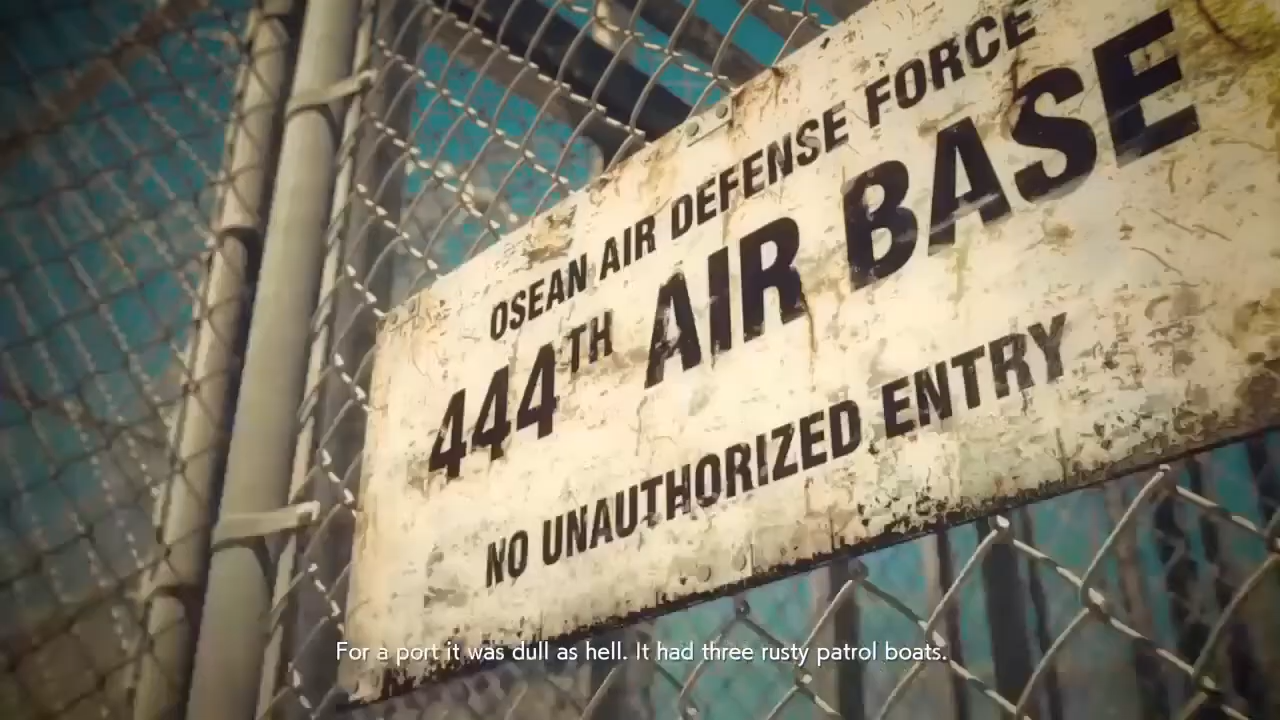 OSEAN AIR DEFENSE FORCE
444TH AIR BASE
NO UNAUTHORIZED ENTRY
For a port it was dull as hell. It had three rusty patrol boats.